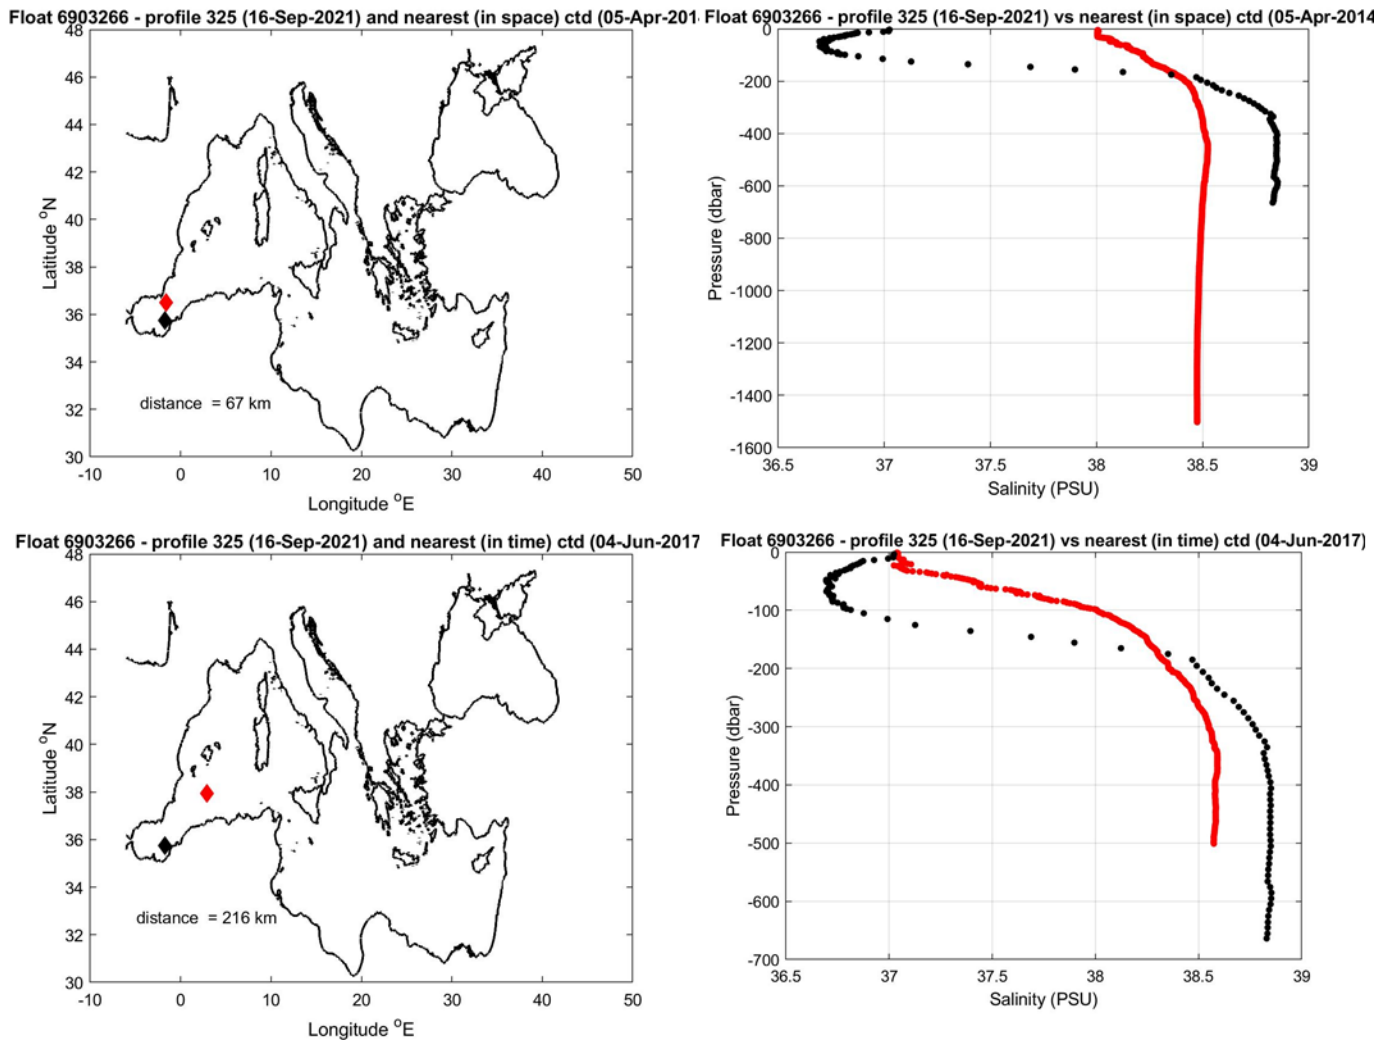 Float 6903266 - profile 325 (16-Sep-2021) and nearest (in space) ctd (05-Apr-201
48
46
44
42
40
38
36
34
32
30
Latitude °N
distance = 67 km
-10 0 10 20 30 40 50
Longitude °E
Float 6903266 - profile 325 (16-Sep-2021) vs nearest (in space) ctd (05-Apr-2014
0
-200
-400
-600
-800
-1000
-1200
-1400
-1600
Pressure (dbar)
36.5 37 37.5 38 38.5 39
Salinity (PSU)
Float 6903266 - profile 325 (16-Sep-2021) and nearest (in time) ctd (04-Jun-2017
48
46
44
42
40
38
36
34
32
30
Latitude °N
distance = 216 km
-10 0 10 20 30 40 50
Longitude °E
Float 6903266 - profile 325 (16-Sep-2021) vs nearest (in time) ctd (04-Jun-2017)
0
-100
-200
-300
-400
-500
-600
-700
Pressure (dbar)
36.5 37 37.5 38 38.5 39
Salinity (PSU)